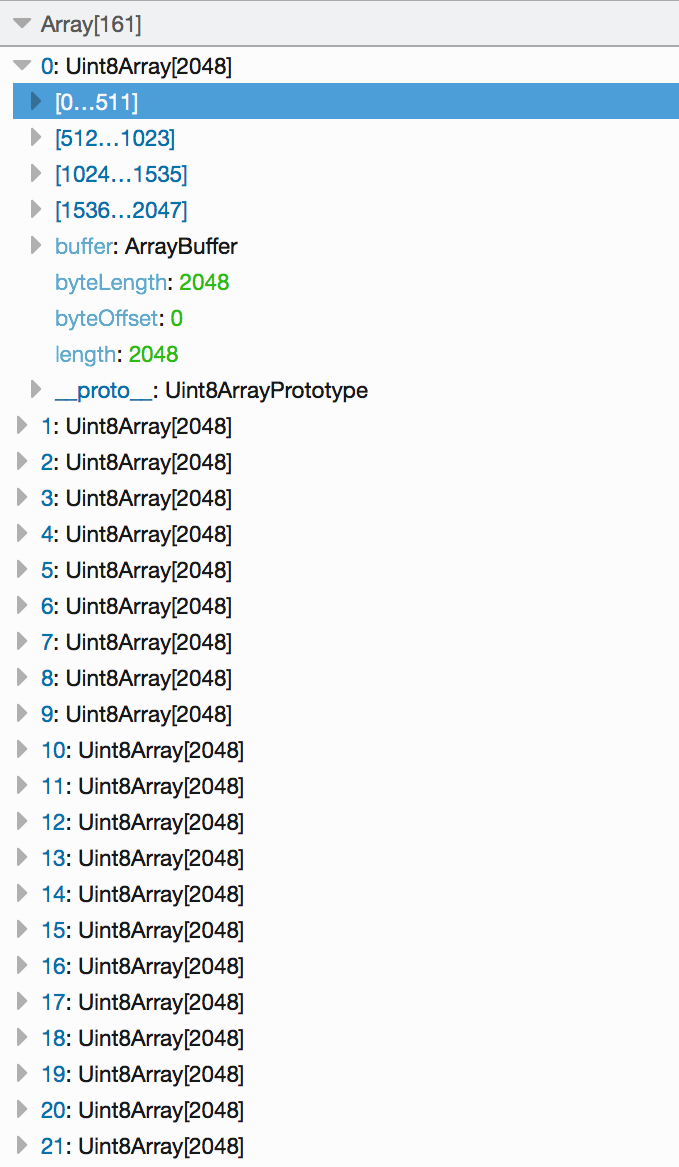 Array[161]
0: Uint8Array[2048]
[0…511]
[512…1023]
[1024…1535]
[1536…2047]
buffer: ArrayBuffer
byteLength: 2048
byteOffset: 0
length: 2048
__proto__: Uint8ArrayPrototype
1: Uint8Array[2048]
2: Uint8Array[2048]
3: Uint8Array[2048]
4: Uint8Array[2048]
5: Uint8Array[2048]
6: Uint8Array[2048]
7: Uint8Array[2048]
8: Uint8Array[2048]
9: Uint8Array[2048]
10: Uint8Array[2048]
11: Uint8Array[2048]
12: Uint8Array[2048]
13: Uint8Array[2048]
14: Uint8Array[2048]
15: Uint8Array[2048]
16: Uint8Array[2048]
17: Uint8Array[2048]
18: Uint8Array[2048]
19: Uint8Array[2048]
20: Uint8Array[2048]
21: Uint8Array[2048]